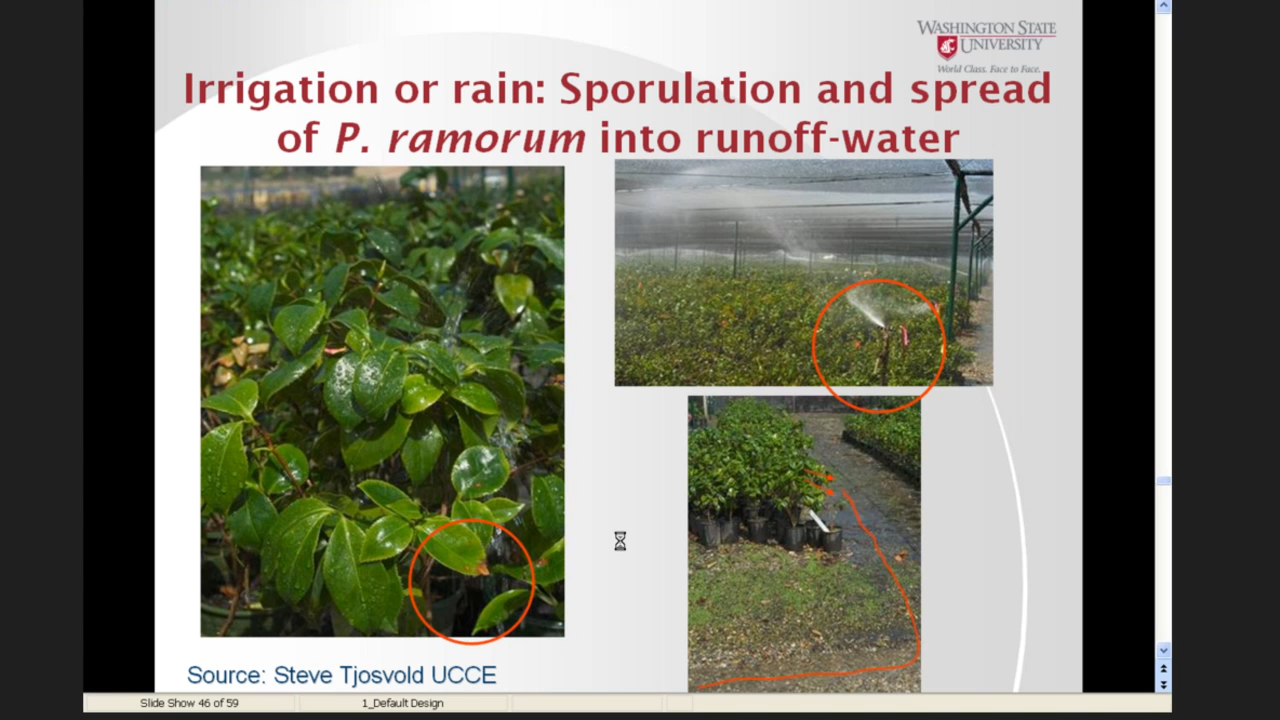 WASHINGTON STATE
UNIVERSITY
World Class. Face to Face.
Irrigation or rain: Sporulation and spread
of P. ramorum into runoff-water
Source: Steve Tjosvold UCCE
Slide Show 46 of 59
1_Default Design